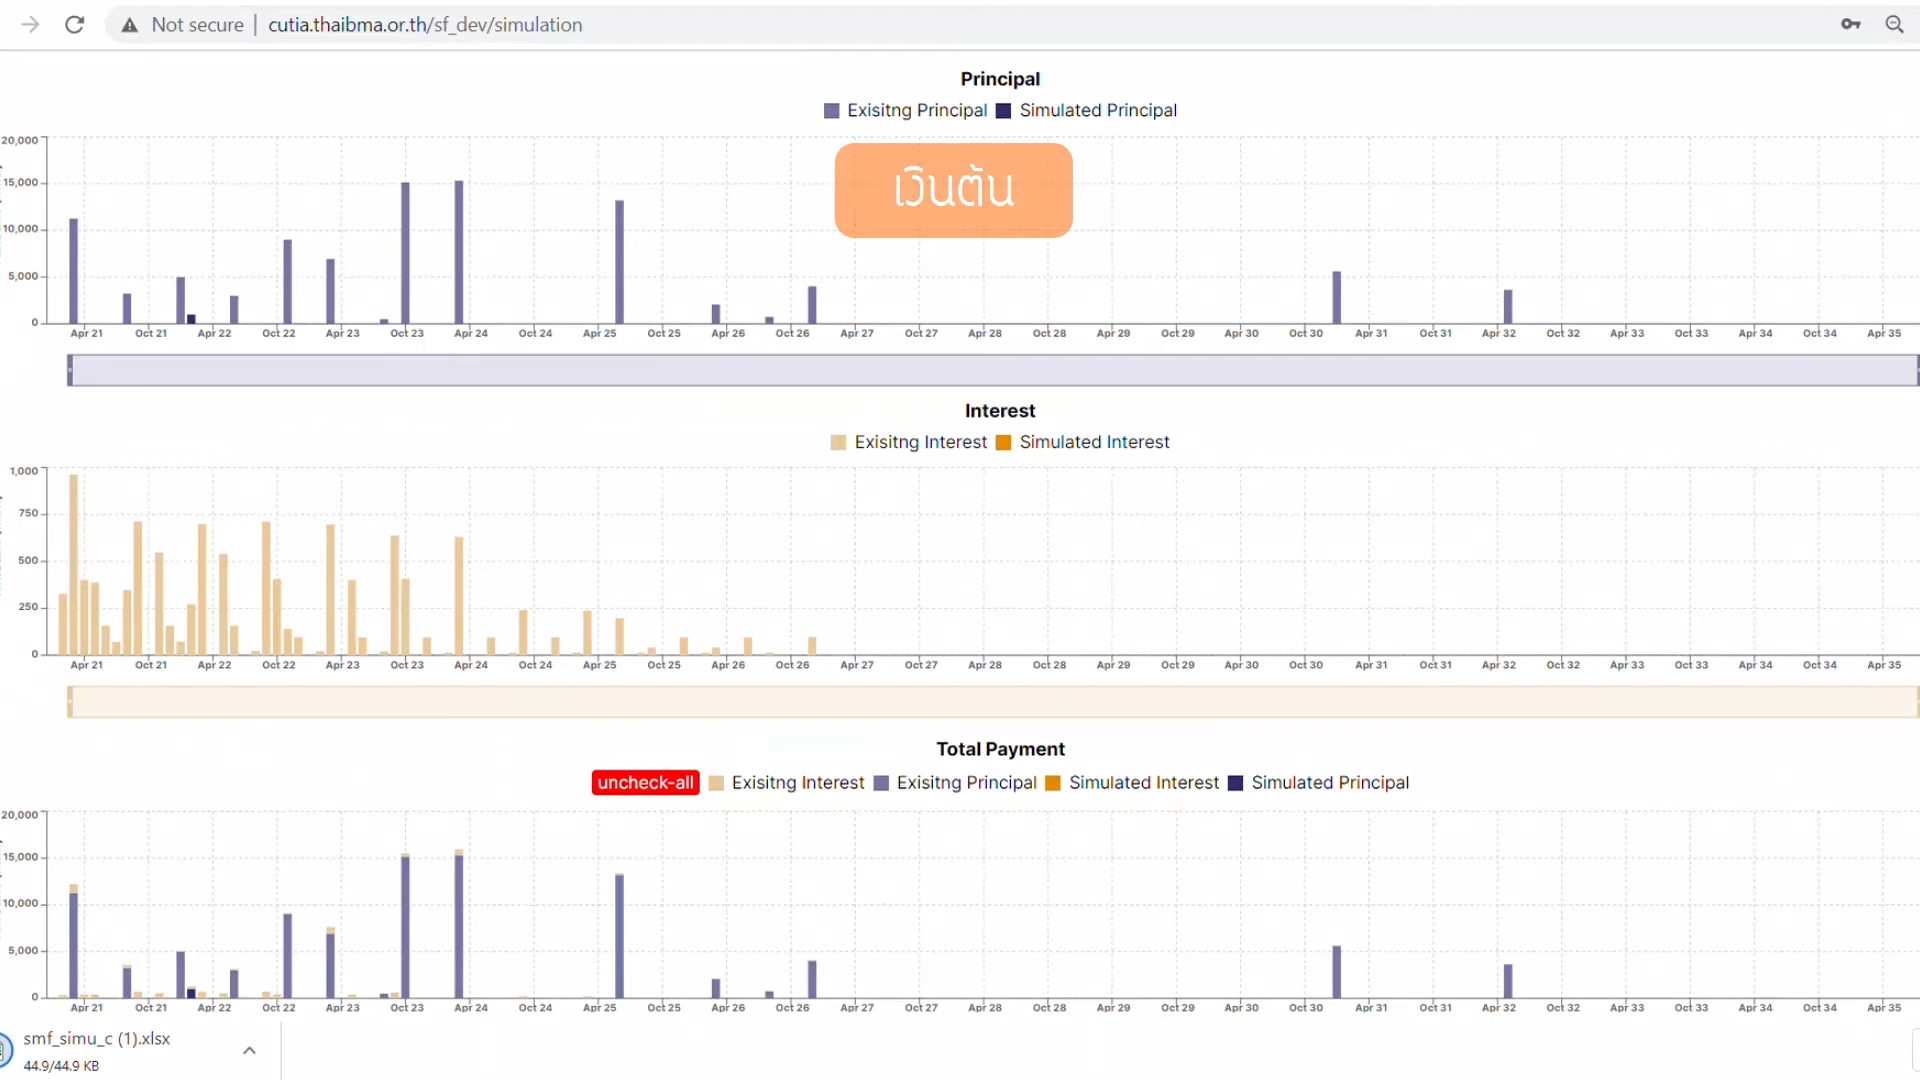 Not secure | cutia.thaibma.or.th/sf_dev/simulation
Principal
Exisitng Principal Simulated Principal
เงินต้น
20,000
15,000
10,000
5,000
0
Apr 21 Oct 21 Apr 22 Oct 22 Apr 23 Oct 23 Apr 24 Oct 24 Apr 25 Oct 25 Apr 26 Oct 26 Apr 27 Oct 27 Apr 28 Oct 28 Apr 29 Oct 29 Apr 30 Oct 30 Apr 31 Oct 31 Apr 32 Oct 32 Apr 33 Oct 33 Apr 34 Oct 34 Apr 35
Interest
Exisitng Interest Simulated Interest
1,000
750
500
250
0
Apr 21 Oct 21 Apr 22 Oct 22 Apr 23 Oct 23 Apr 24 Oct 24 Apr 25 Oct 25 Apr 26 Oct 26 Apr 27 Oct 27 Apr 28 Oct 28 Apr 29 Oct 29 Apr 30 Oct 30 Apr 31 Oct 31 Apr 32 Oct 32 Apr 33 Oct 33 Apr 34 Oct 34 Apr 35
Total Payment
uncheck-all Exisitng Interest Exisitng Principal Simulated Interest Simulated Principal
20,000
15,000
10,000
5,000
0
Apr 21 Oct 21 Apr 22 Oct 22 Apr 23 Oct 23 Apr 24 Oct 24 Apr 25 Oct 25 Apr 26 Oct 26 Apr 27 Oct 27 Apr 28 Oct 28 Apr 29 Oct 29 Apr 30 Oct 30 Apr 31 Oct 31 Apr 32 Oct 32 Apr 33 Oct 33 Apr 34 Oct 34 Apr 35
smf_simu_c (1).xlsx
44.9/44.9 KB